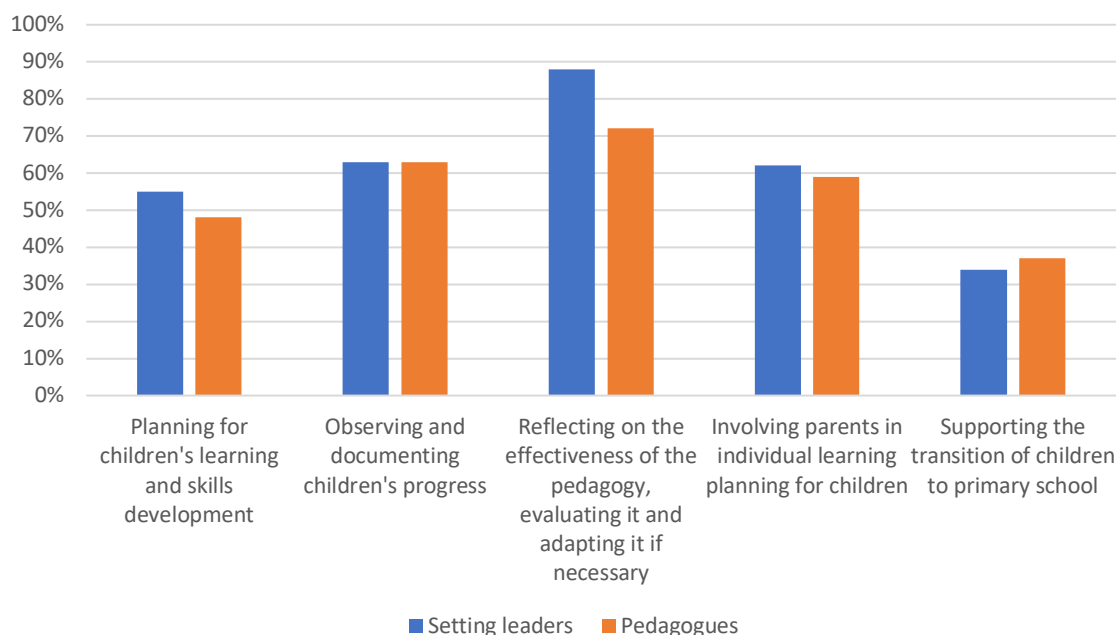 100%
90%
80%
70%
60%
50%
40%
30%
20%
10%
0%
Planning for
children's learning
and skills
development
Observing and
documenting
children's progress
Reflecting on the
effectiveness of the
pedagogy,
evaluating it and
adapting it if
necessary
Involving parents in
individual learning
planning for children
Supporting the
transition of children
to primary school
Setting leaders
Pedagogues